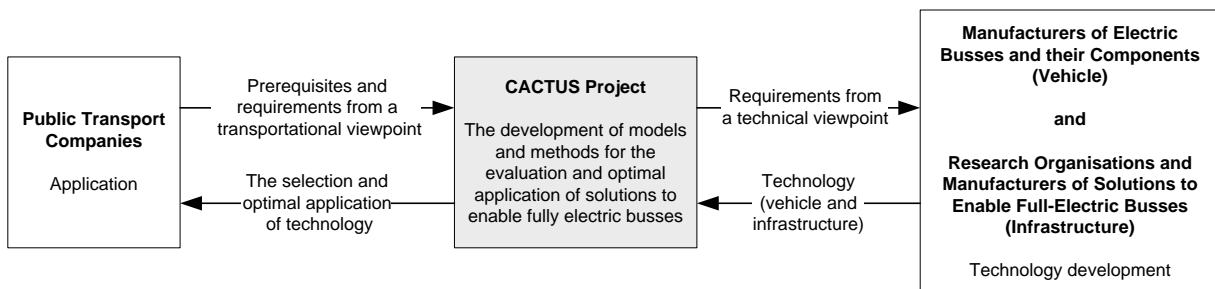 Public Transport
Companies
Application
Prerequisites and
requirements from a
transportational viewpoint
The selection and
optimal application
of technology
CACTUS Project
The development of models
and methods for the
evaluation and optimal
application of solutions to
enable fully electric busses
Requirements from
a technical viewpoint
Technology
(vehicle and
infrastructure)
Manufacturers of Electric
Busses and their Components
(Vehicle)
and
Research Organisations and
Manufacturers of Solutions to
Enable Full-Electric Busses
(Infrastructure)
Technology development